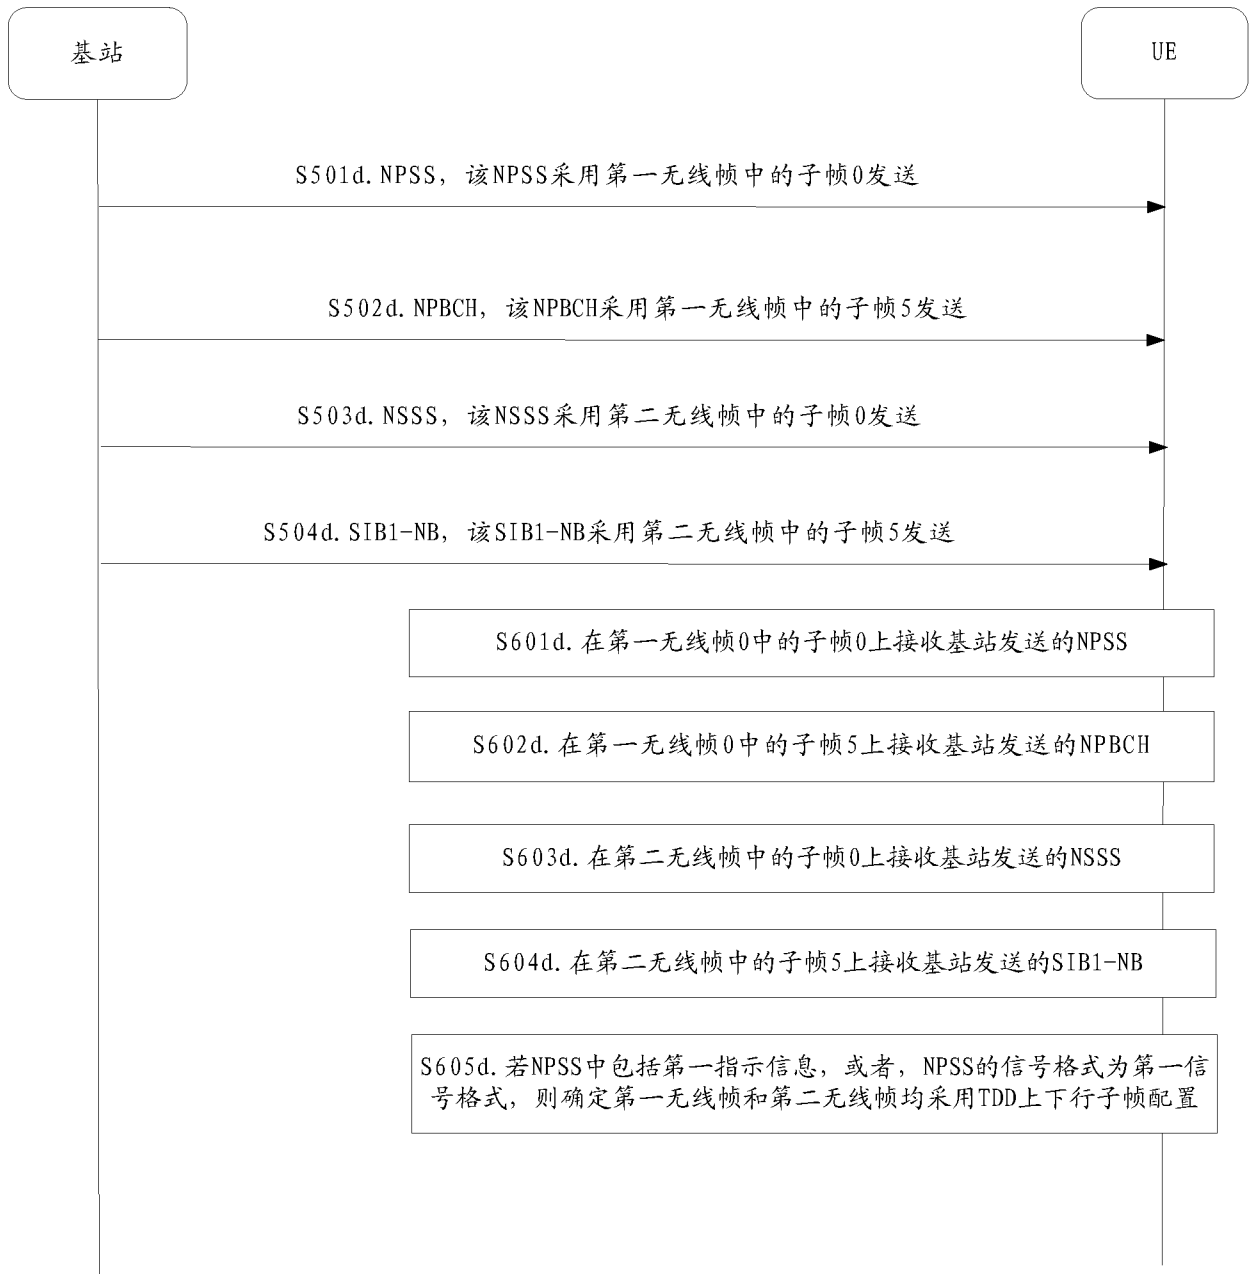 基站
UE
S501d.NPSS，该NPSS采用第一无线帧中的子帧0发送
S502d.NPBCH，该NPBCH采用第一无线帧中的子帧5发送
S503d.NSSS，该NSSS采用第二无线帧中的子帧0发送
S504d.SIB1-NB，该SIB1-NB采用第二无线帧中的子帧5发送
S601d.在第一无线帧0中的子帧0上接收基站发送的NPSS
S602d.在第一无线帧0中的子帧5上接收基站发送的NPBCH
S603d.在第二无线帧中的子帧0上接收基站发送的NSSS
S604d.在第二无线帧中的子帧5上接收基站发送的SIB1-NB
S605d.若NPSS中包括第一指示信息，或者，NPSS的信号格式为第一信
号格式，则确定第一无线帧和第二无线帧均采用TDD上下行子帧配置